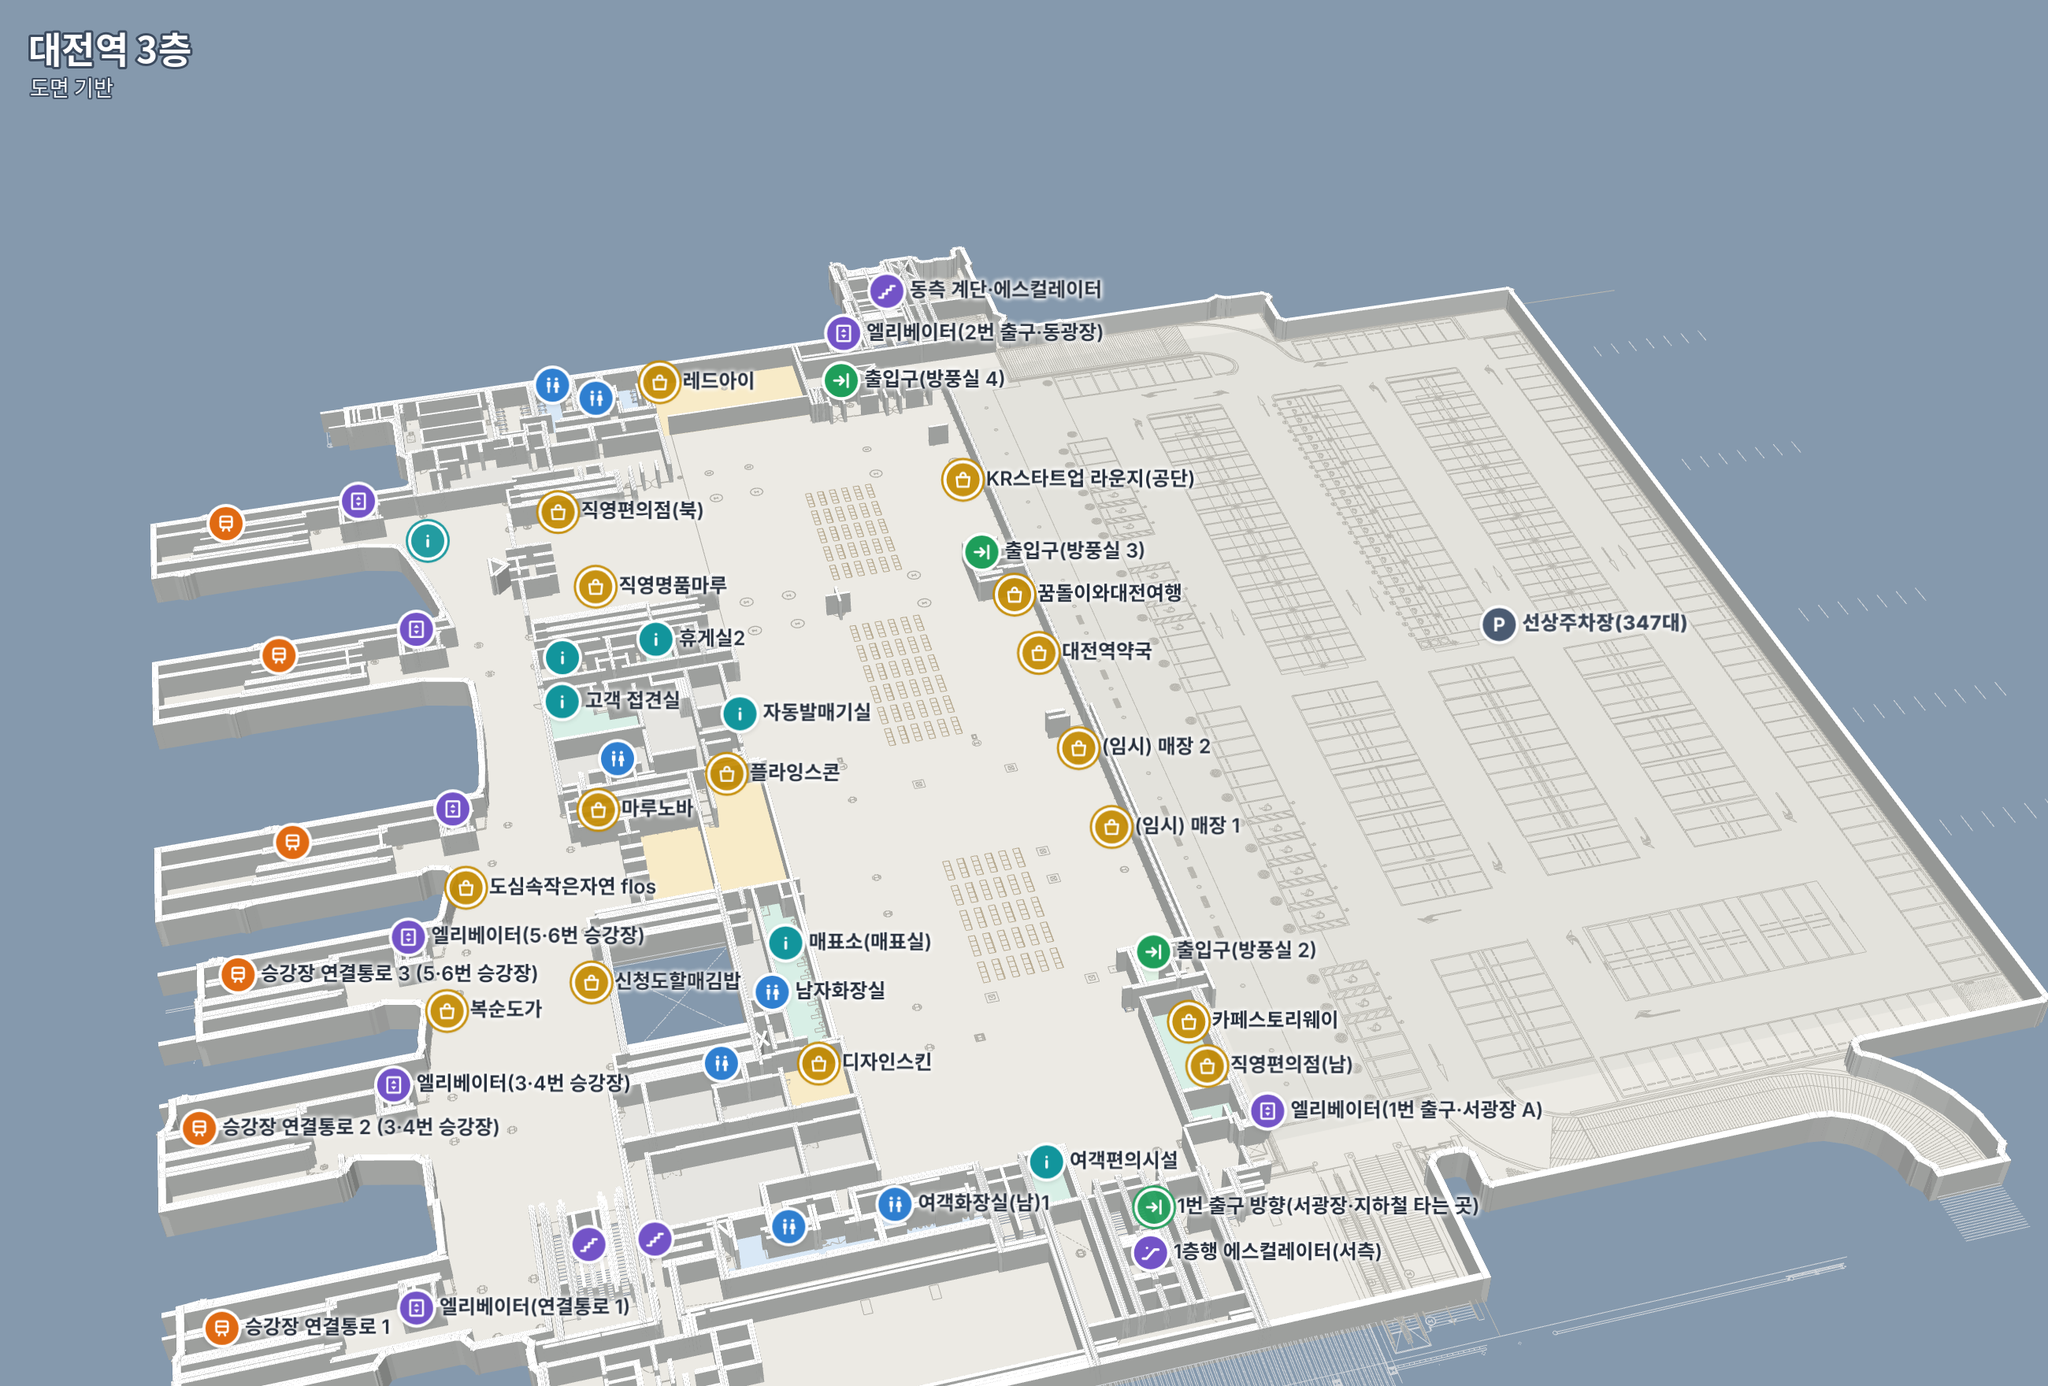 대전역 3층
도면 기반
동측 계단·에스컬레이터
엘리베이터(2번 출구·동광장)
레드아이
출입구(방풍실 4)
KR스타트업 라운지(공단)
직영편의점(북)
출입구(방풍실 3)
직영명품마루
꿈돌이와대전여행
P 선상주차장(347대)
휴게실2
대전역약국
고객 접견실
자동발매기실
(임시) 매장 2
플라잉스콘
마루노바
(임시) 매장 1
도심속작은자연 flos
엘리베이터(5·6번 승강장)
매표소(매표실)
출입구(방풍실 2)
승강장 연결통로 3 (5·6번 승강장)
신청도할매김밥
남자화장실
복순도가
카페스토리웨이
디자인스킨
직영편의점(남)
엘리베이터(3·4번 승강장)
엘리베이터(1번 출구·서광장 A)
승강장 연결통로 2 (3·4번 승강장)
여객편의시설
여객화장실(남)1
1번 출구 방향(서광장·지하철 타는 곳)
1층행 에스컬레이터(서측)
엘리베이터(연결통로 1)
승강장 연결통로 1